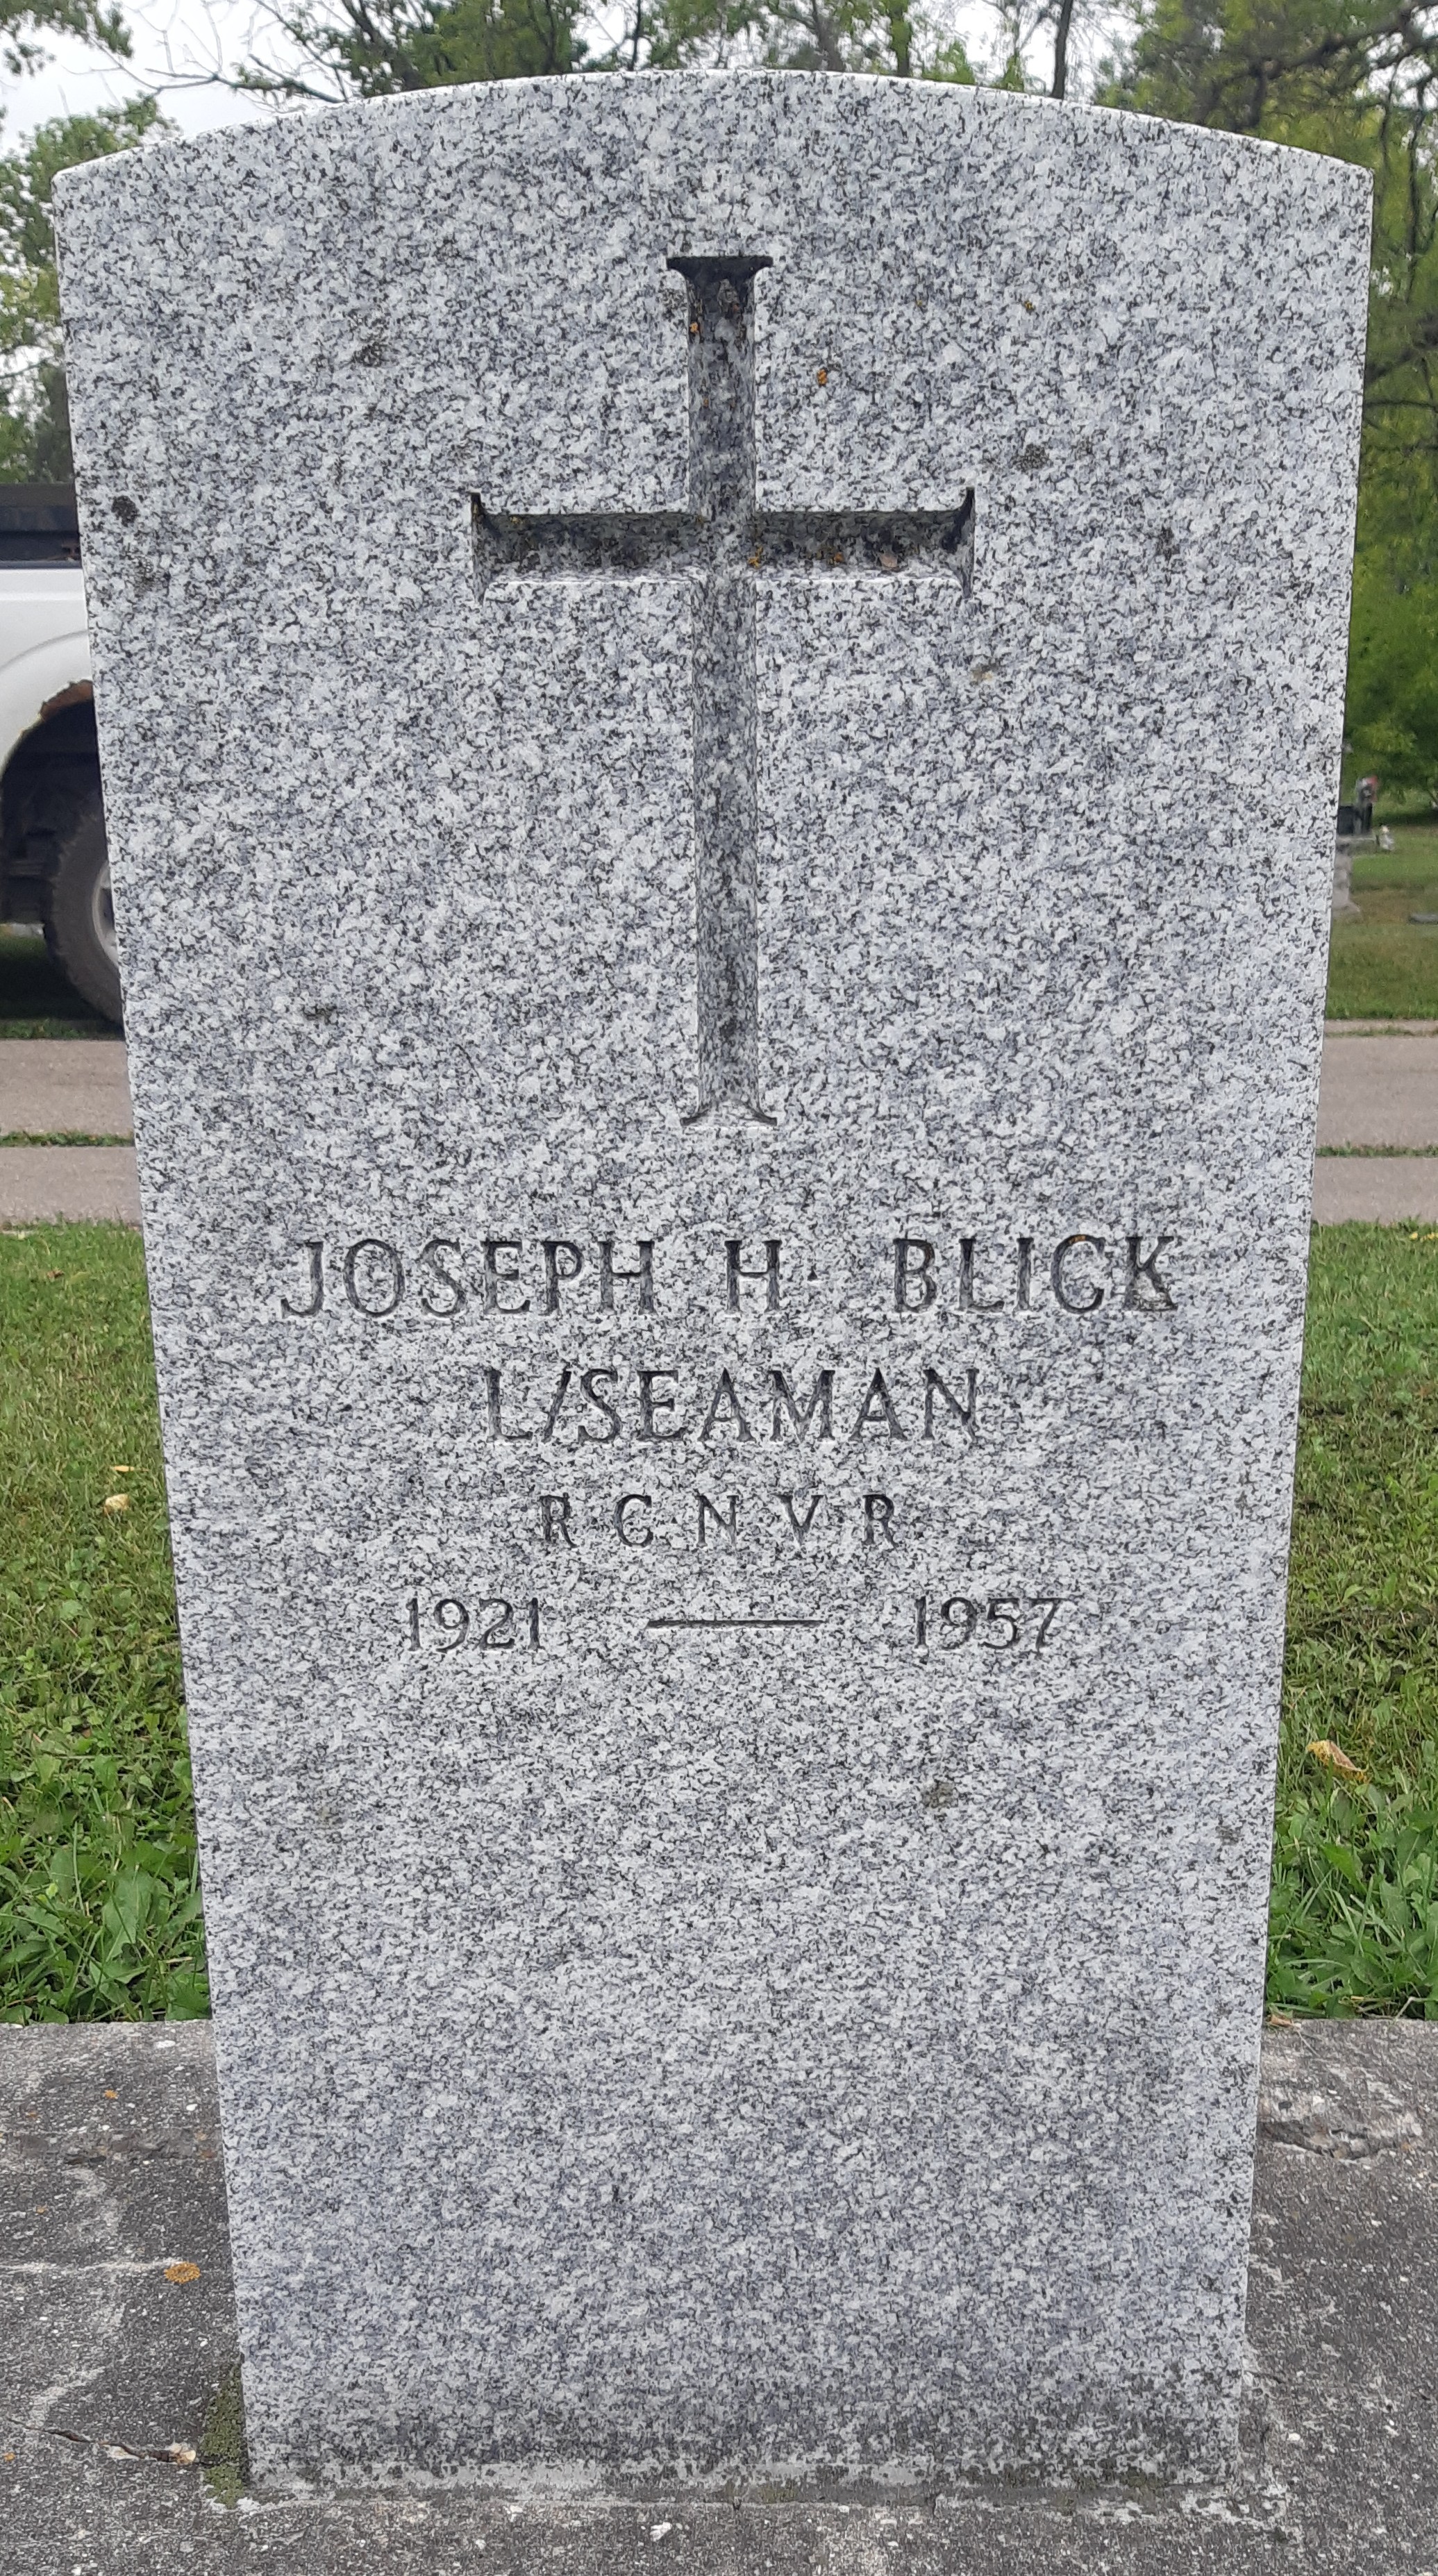 JOSEPH H. BLICK
L/SEAMAN
R C N V R
1921 — 1957